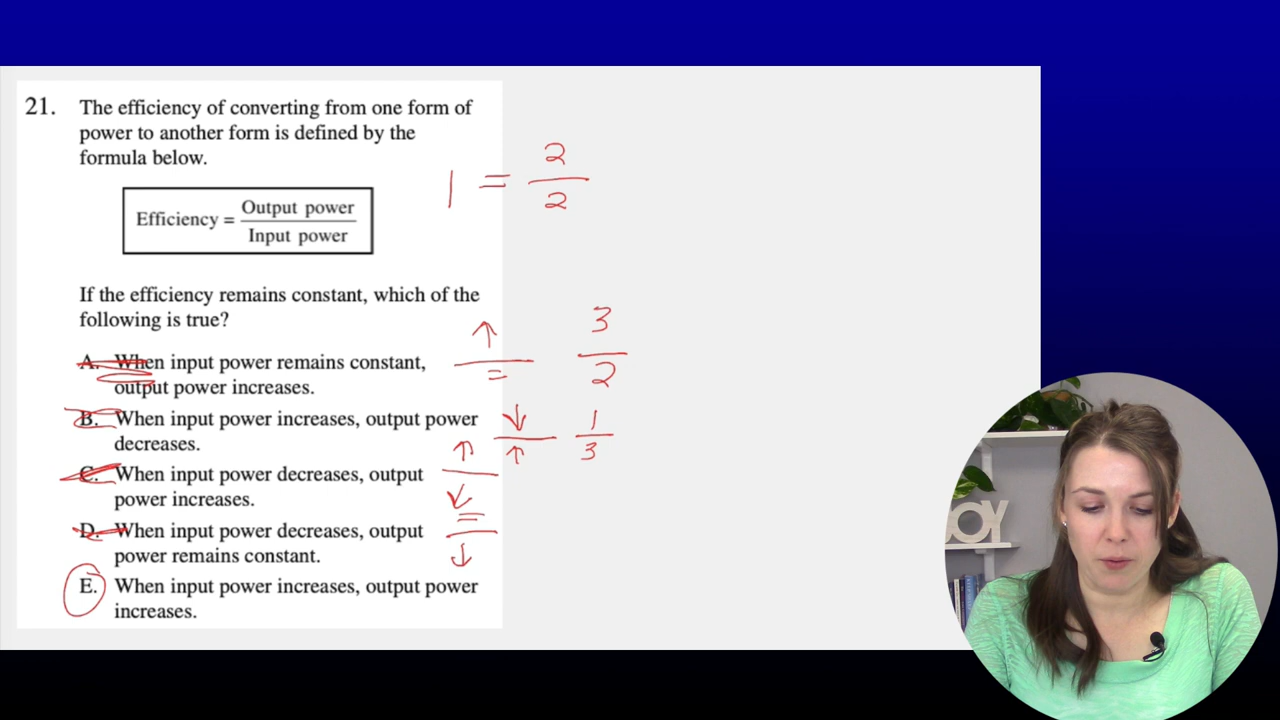 21. The efficiency of converting from one form of
power to another form is defined by the
formula below.
Efficiency = Output power / Input power
1 = 2 / 2
If the efficiency remains constant, which of the
following is true?
A. When input power remains constant,
output power increases.
↑ / =
3 / 2
B. When input power increases, output power
decreases.
↓ / ↑
1 / 3
C. When input power decreases, output
power increases.
↑ / ↓
D. When input power decreases, output
power remains constant.
= / ↓
E. When input power increases, output power
increases.
JOY